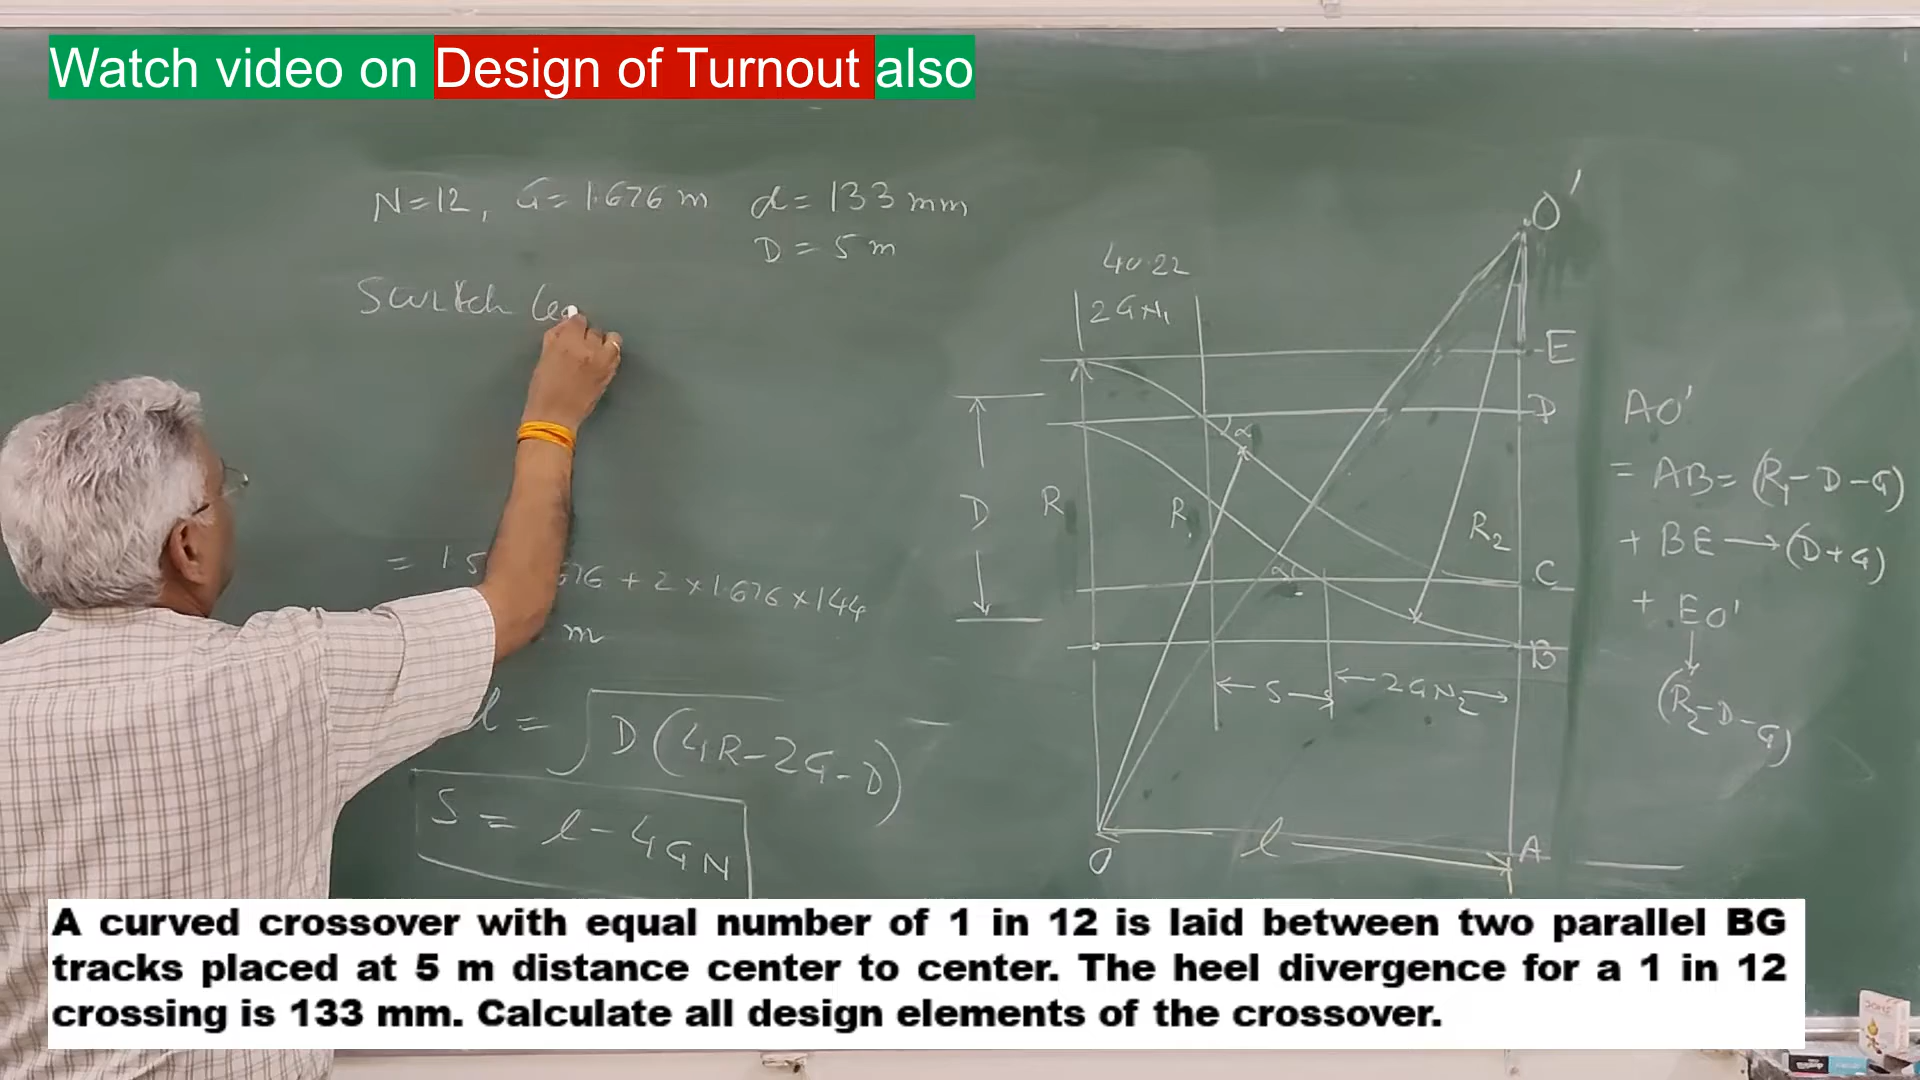 Watch video on Design of Turnout also
N=12, G=1.676 m d=133 mm
D = 5 m
Switch Le
= 1.5 676 + 2×1.676×144
m
l = √D(4R-2G-D)
S = l - 4GN
O'
40.22
2GN₁
E
D
α
D
R
R₁
R₂
C
α
B
S
2GN₂
O
l
A
AO'
= AB = (R₁-D-G)
+ BE → (D+G)
+ EO'
(R₂-D-G)
A curved crossover with equal number of 1 in 12 is laid between two parallel BG
tracks placed at 5 m distance center to center. The heel divergence for a 1 in 12
crossing is 133 mm. Calculate all design elements of the crossover.